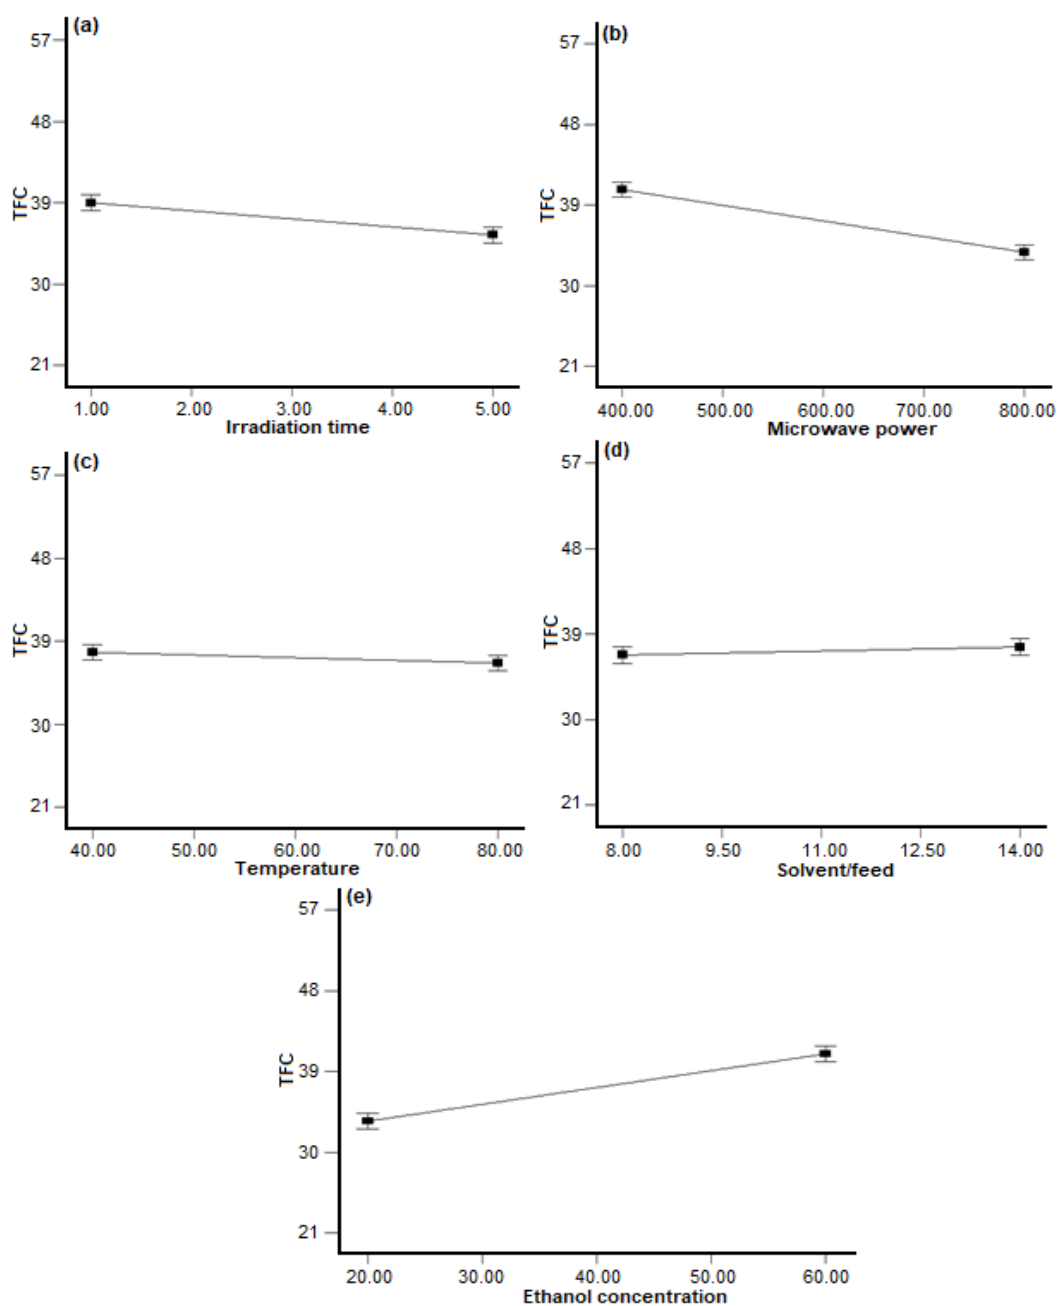 (a)
57
48
39
30
21
TFC
1.00 2.00 3.00 4.00 5.00
Irradiation time
(b)
57
48
39
30
21
TFC
400.00 500.00 600.00 700.00 800.00
Microwave power
(c)
57
48
39
30
21
TFC
40.00 50.00 60.00 70.00 80.00
Temperature
(d)
57
48
39
30
21
TFC
8.00 9.50 11.00 12.50 14.00
Solvent/feed
(e)
57
48
39
30
21
TFC
20.00 30.00 40.00 50.00 60.00
Ethanol concentration